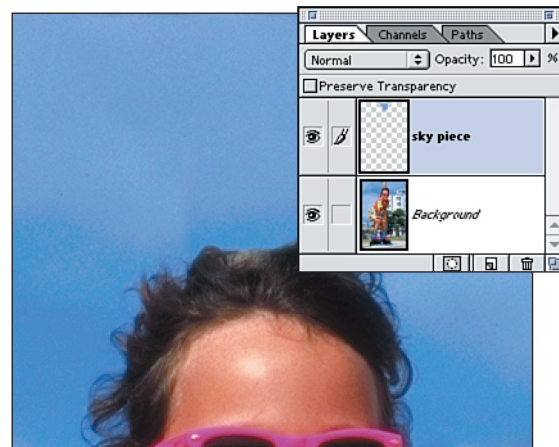 Layers Channels Paths
Normal Opacity: 100 %
Preserve Transparency
sky piece
Background